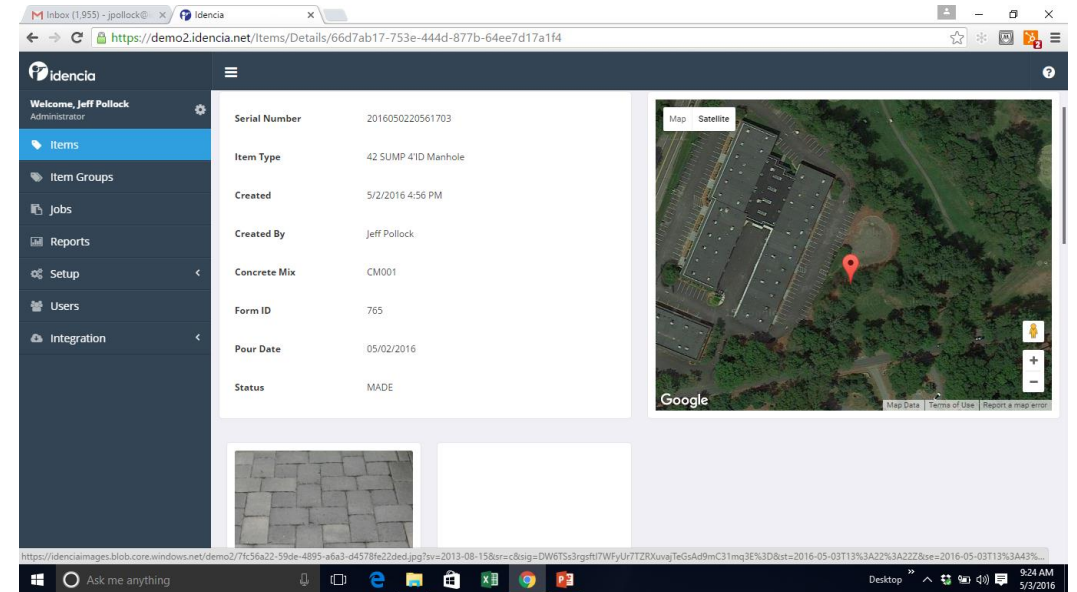 Inbox (1,955) - jpollock@
Idencia
https://demo2.idencia.net/Items/Details/66d7ab17-753e-444d-877b-64ee7d17a1f4
idencia
Welcome, Jeff Pollock
Administrator
Items
Item Groups
Jobs
Reports
Setup
Users
Integration
Serial Number 2016050220561703
Item Type 42 SUMP 4'ID Manhole
Created 5/2/2016 4:56 PM
Created By Jeff Pollock
Concrete Mix CM001
Form ID 765
Pour Date 05/02/2016
Status MADE
Map Satellite
Google
Map Data Terms of Use Report a map error
https://idenciaimages.blob.core.windows.net/demo2/7fc56a22-59de-4895-a6a3-d4578fe22ded.jpg?sv=2013-08-15&sr=c&sig=DW6TSs3rgsftI7WFyUr7TZRXuvajTeGsAd9mC31mq3E%3D&st=2016-05-03T13%3A22%3A22Z&se=2016-05-03T13%3A43%...
Ask me anything
Desktop
9:24 AM
5/3/2016